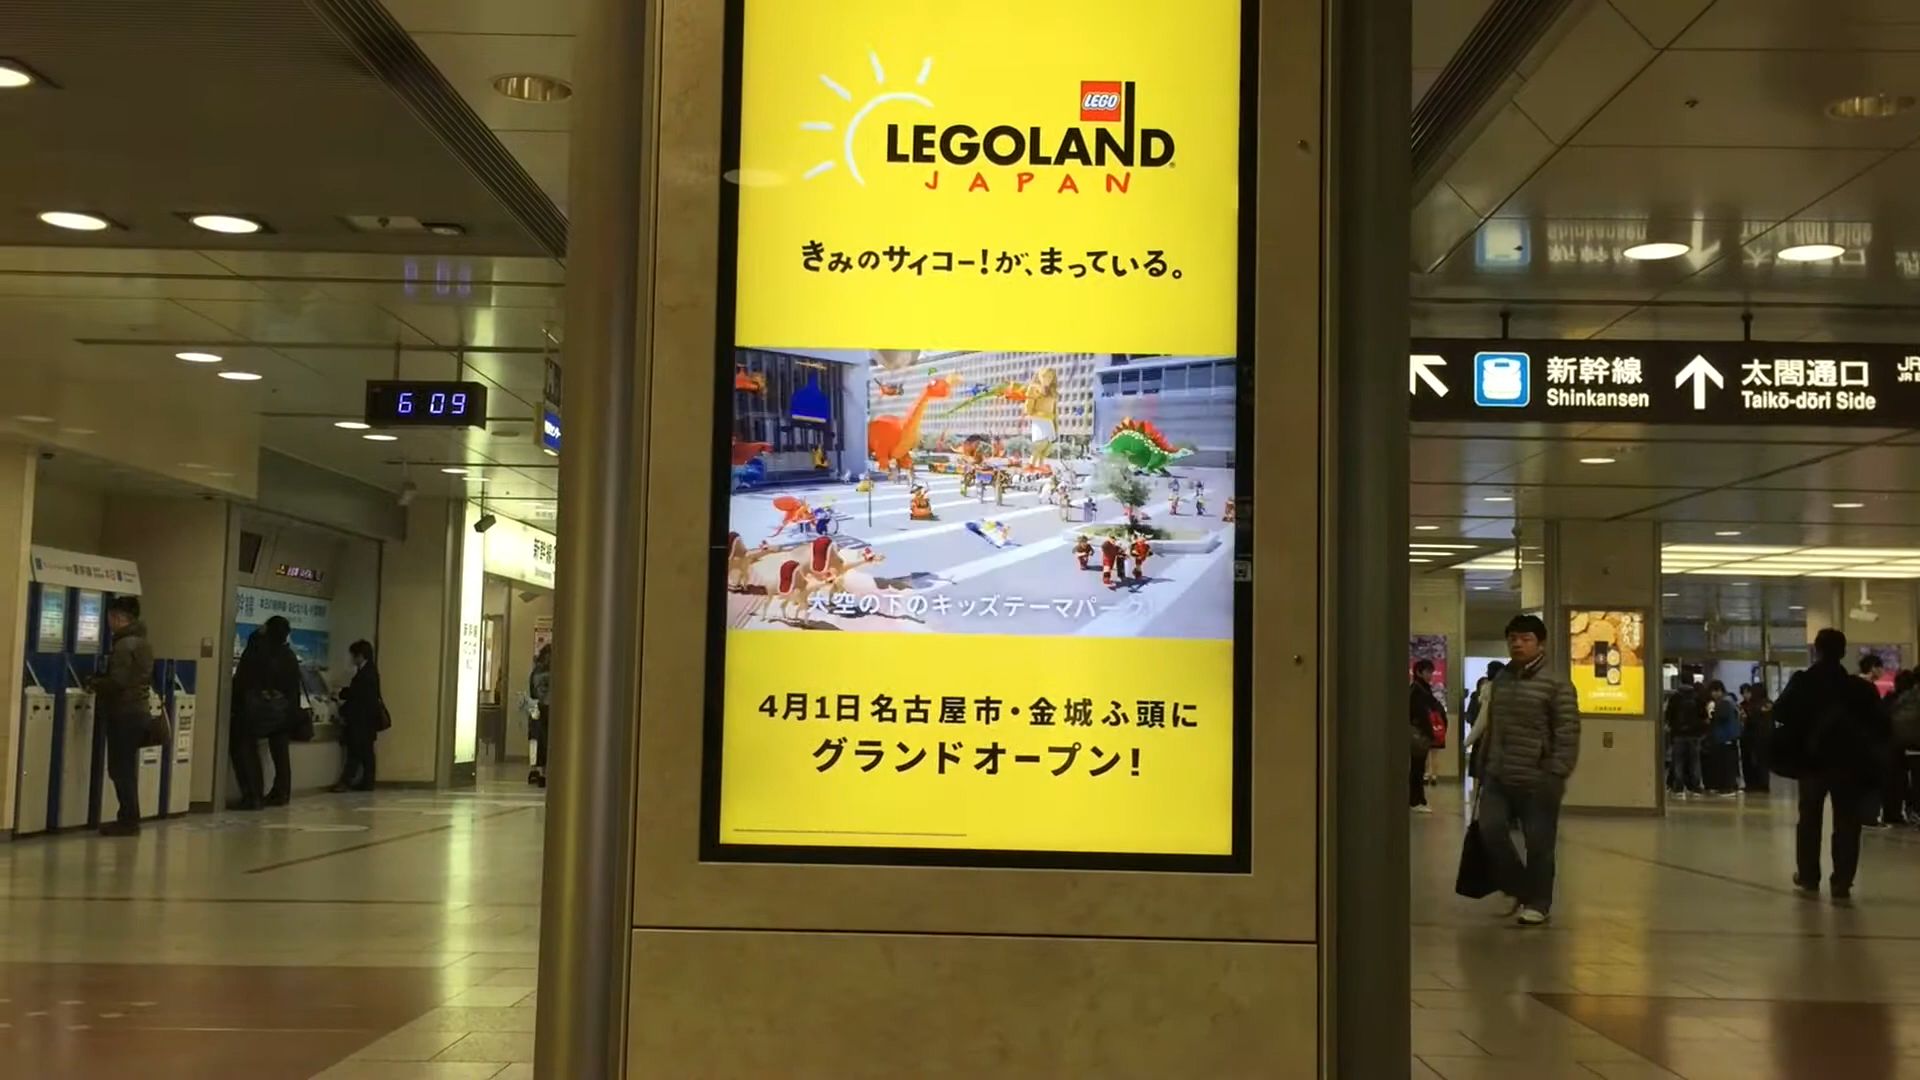 LEGO
LEGOLAND
JAPAN
きみのサイコー!が、まっている。
大空の下のキッズテーマパーク!
4月1日名古屋市・金城ふ頭に
グランドオープン!
6 09
新幹線
Shinkansen
太閤通口
Taikō-dōri Side
JR